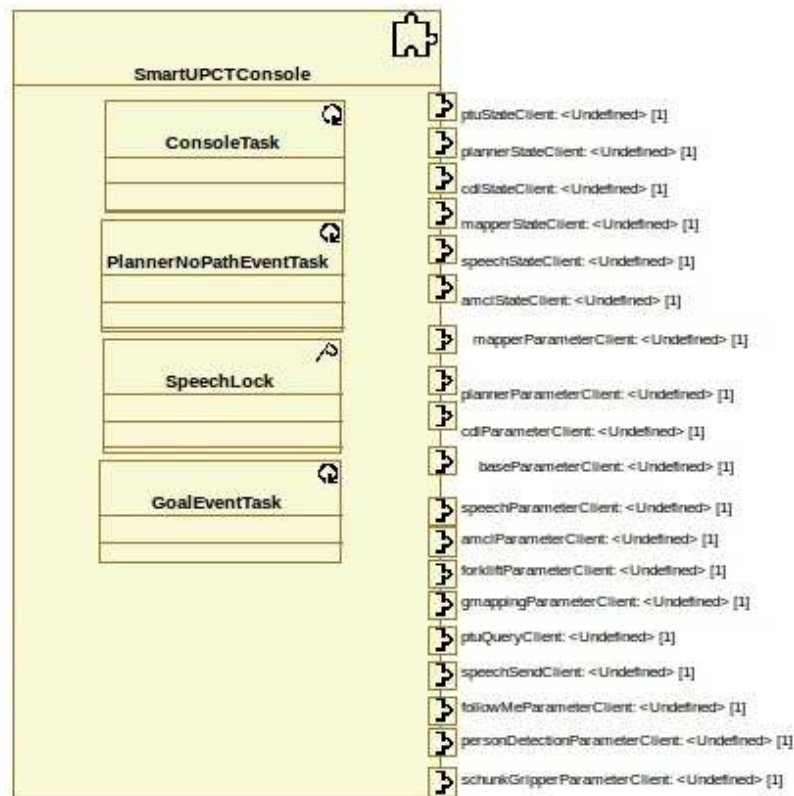 SmartUPCTConsole
ConsoleTask
PlannerNoPathEventTask
SpeechLock
GoalEventTask
ptuStateClient: <Undefined> [1]
plannerStateClient: <Undefined> [1]
cdlStateClient: <Undefined> [1]
mapperStateClient: <Undefined> [1]
speechStateClient: <Undefined> [1]
amclStateClient: <Undefined> [1]
mapperParameterClient: <Undefined> [1]
plannerParameterClient: <Undefined> [1]
cdlParameterClient: <Undefined> [1]
baseParameterClient: <Undefined> [1]
speechParameterClient: <Undefined> [1]
amclParameterClient: <Undefined> [1]
forkliftParameterClient: <Undefined> [1]
gmappingParameterClient: <Undefined> [1]
ptuQueryClient: <Undefined> [1]
speechSendClient: <Undefined> [1]
followMeParameterClient: <Undefined> [1]
personDetectionParameterClient: <Undefined> [1]
schunkGripperParameterClient: <Undefined> [1]